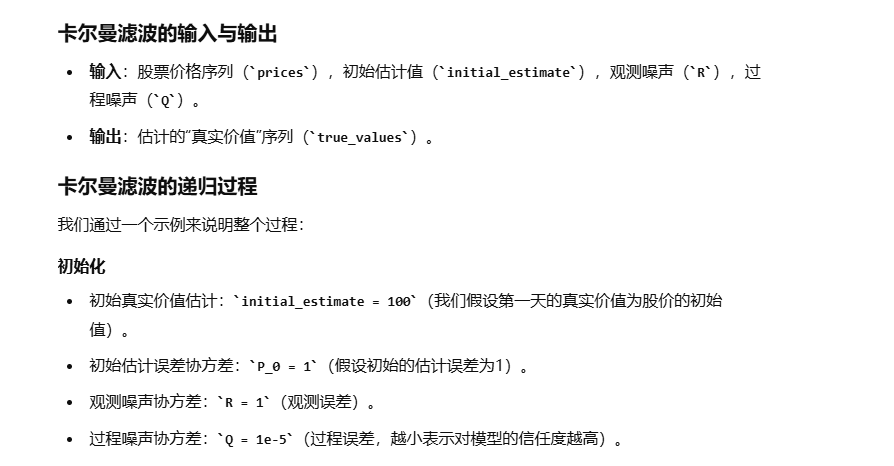 卡尔曼滤波的输入与输出
• 输入：股票价格序列（`prices`），初始估计值（`initial_estimate`），观测噪声（`R`），过
程噪声（`Q`）。
• 输出：估计的“真实价值”序列（`true_values`）。
卡尔曼滤波的递归过程
我们通过一个示例来说明整个过程：
初始化
• 初始真实价值估计：`initial_estimate = 100`（我们假设第一天的真实价值为股价的初始
值）。
• 初始估计误差协方差：`P_0 = 1`（假设初始的估计误差为1）。
• 观测噪声协方差：`R = 1`（观测误差）。
• 过程噪声协方差：`Q = 1e-5`（过程误差，越小表示对模型的信任度越高）。